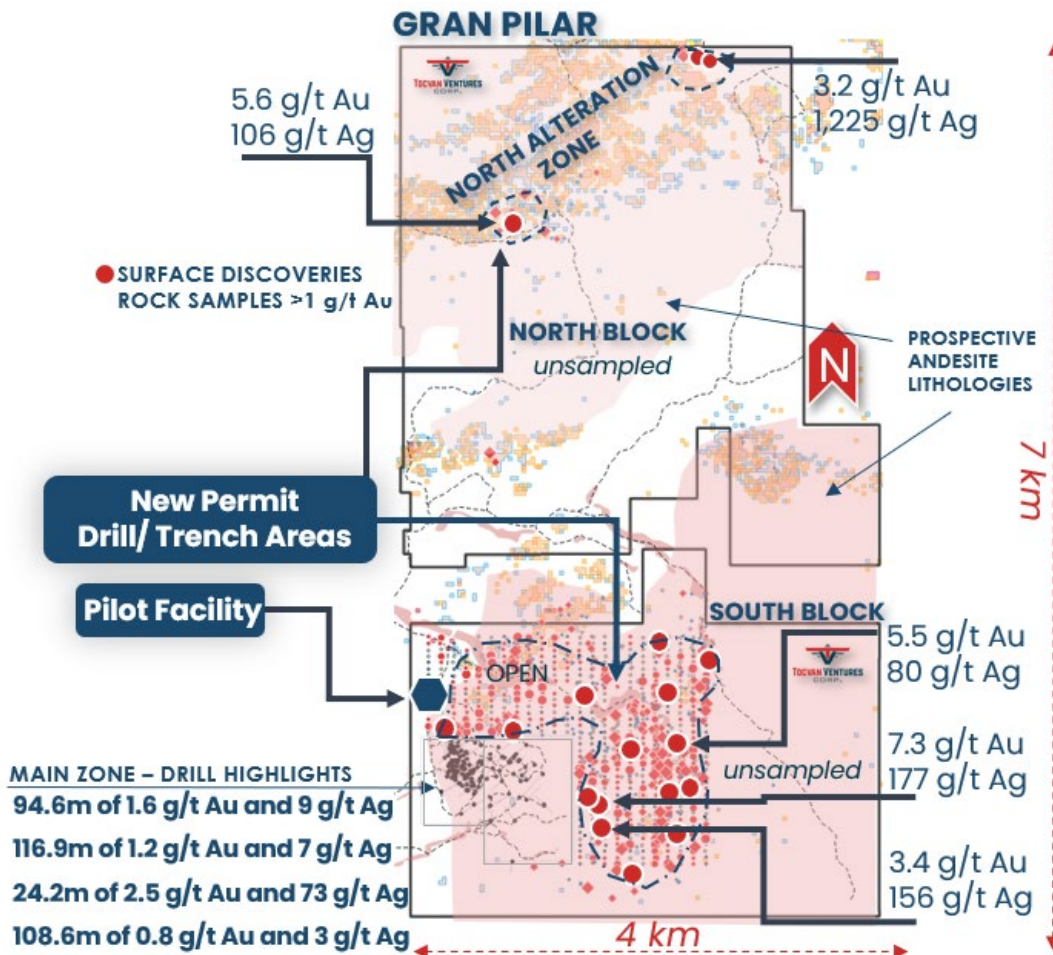 GRAN PILAR
TOCVAN VENTURES
CORP.
5.6 g/t Au
106 g/t Ag
3.2 g/t Au
1,225 g/t Ag
NORTH ALTERATION
ZONE
SURFACE DISCOVERIES
ROCK SAMPLES >1 g/t Au
NORTH BLOCK
unsampled
PROSPECTIVE
ANDESITE
LITHOLOGIES
N
7 km
New Permit
Drill/ Trench Areas
Pilot Facility
SOUTH BLOCK
TOCVAN VENTURES
CORP.
OPEN
5.5 g/t Au
80 g/t Ag
unsampled
7.3 g/t Au
177 g/t Ag
MAIN ZONE – DRILL HIGHLIGHTS
94.6m of 1.6 g/t Au and 9 g/t Ag
116.9m of 1.2 g/t Au and 7 g/t Ag
24.2m of 2.5 g/t Au and 73 g/t Ag
108.6m of 0.8 g/t Au and 3 g/t Ag
3.4 g/t Au
156 g/t Ag
4 km